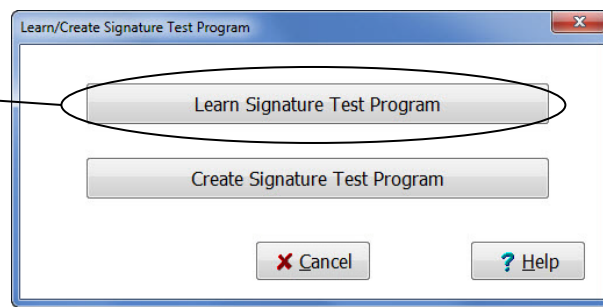 Learn/Create Signature Test Program
Learn Signature Test Program
Create Signature Test Program
Cancel
Help